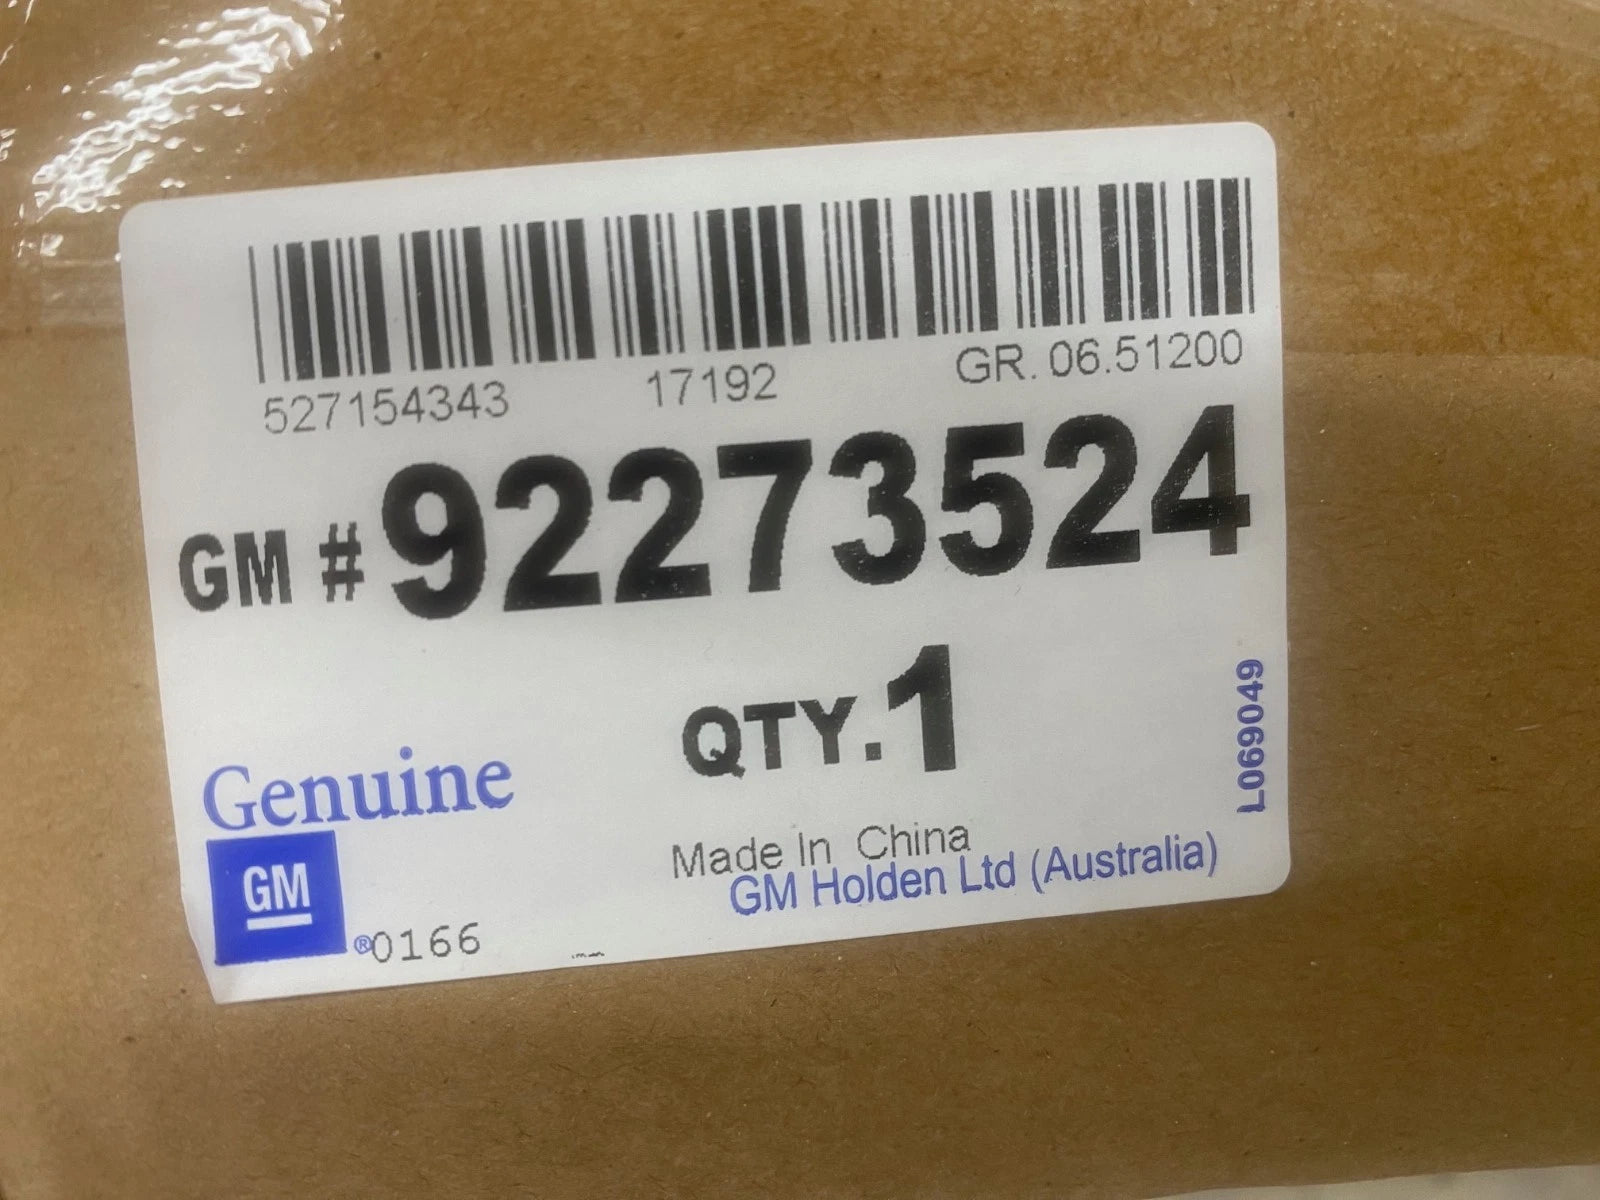 527154343 17192 GR. 06.51200
GM # 92273524
QTY. 1
L069049
Genuine
GM
®0166
Made In China
GM Holden Ltd (Australia)